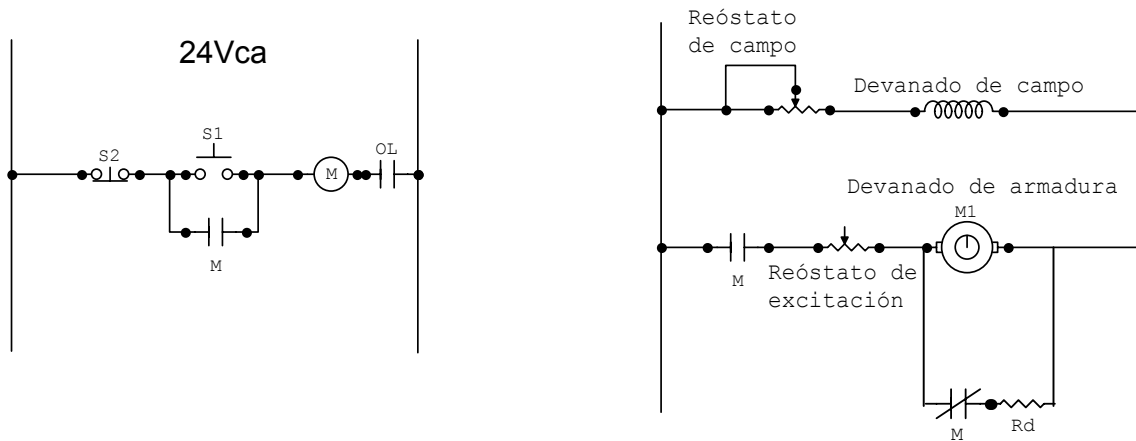 24Vca
S2
S1
M
OL
M
Reóstato
de campo
Devanado de campo
Devanado de armadura
M1
M
Reóstato de
excitación
M
Rd